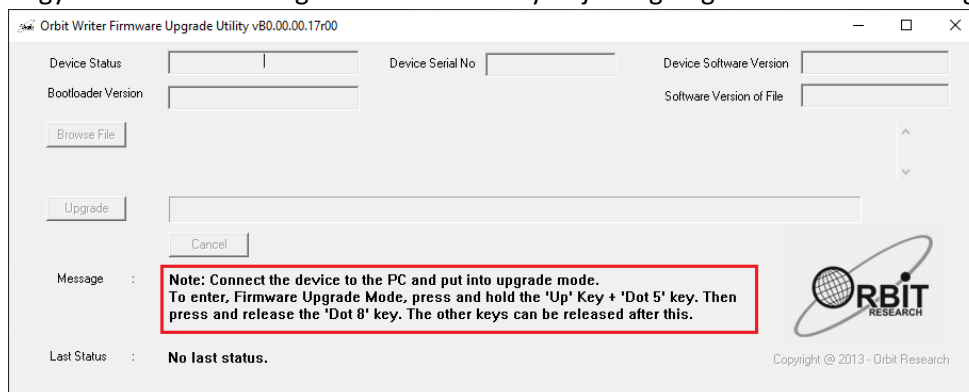 Orbit Writer Firmware Upgrade Utility vB0.00.00.17r00
Device Status
Device Serial No
Device Software Version
Bootloader Version
Software Version of File
Browse File
Upgrade
Cancel
Message :
Note: Connect the device to the PC and put into upgrade mode.
To enter, Firmware Upgrade Mode, press and hold the 'Up' Key + 'Dot 5' key. Then
press and release the 'Dot 8' key. The other keys can be released after this.
ORBIT
RESEARCH
Last Status : No last status.
Copyright @ 2013 - Orbit Research